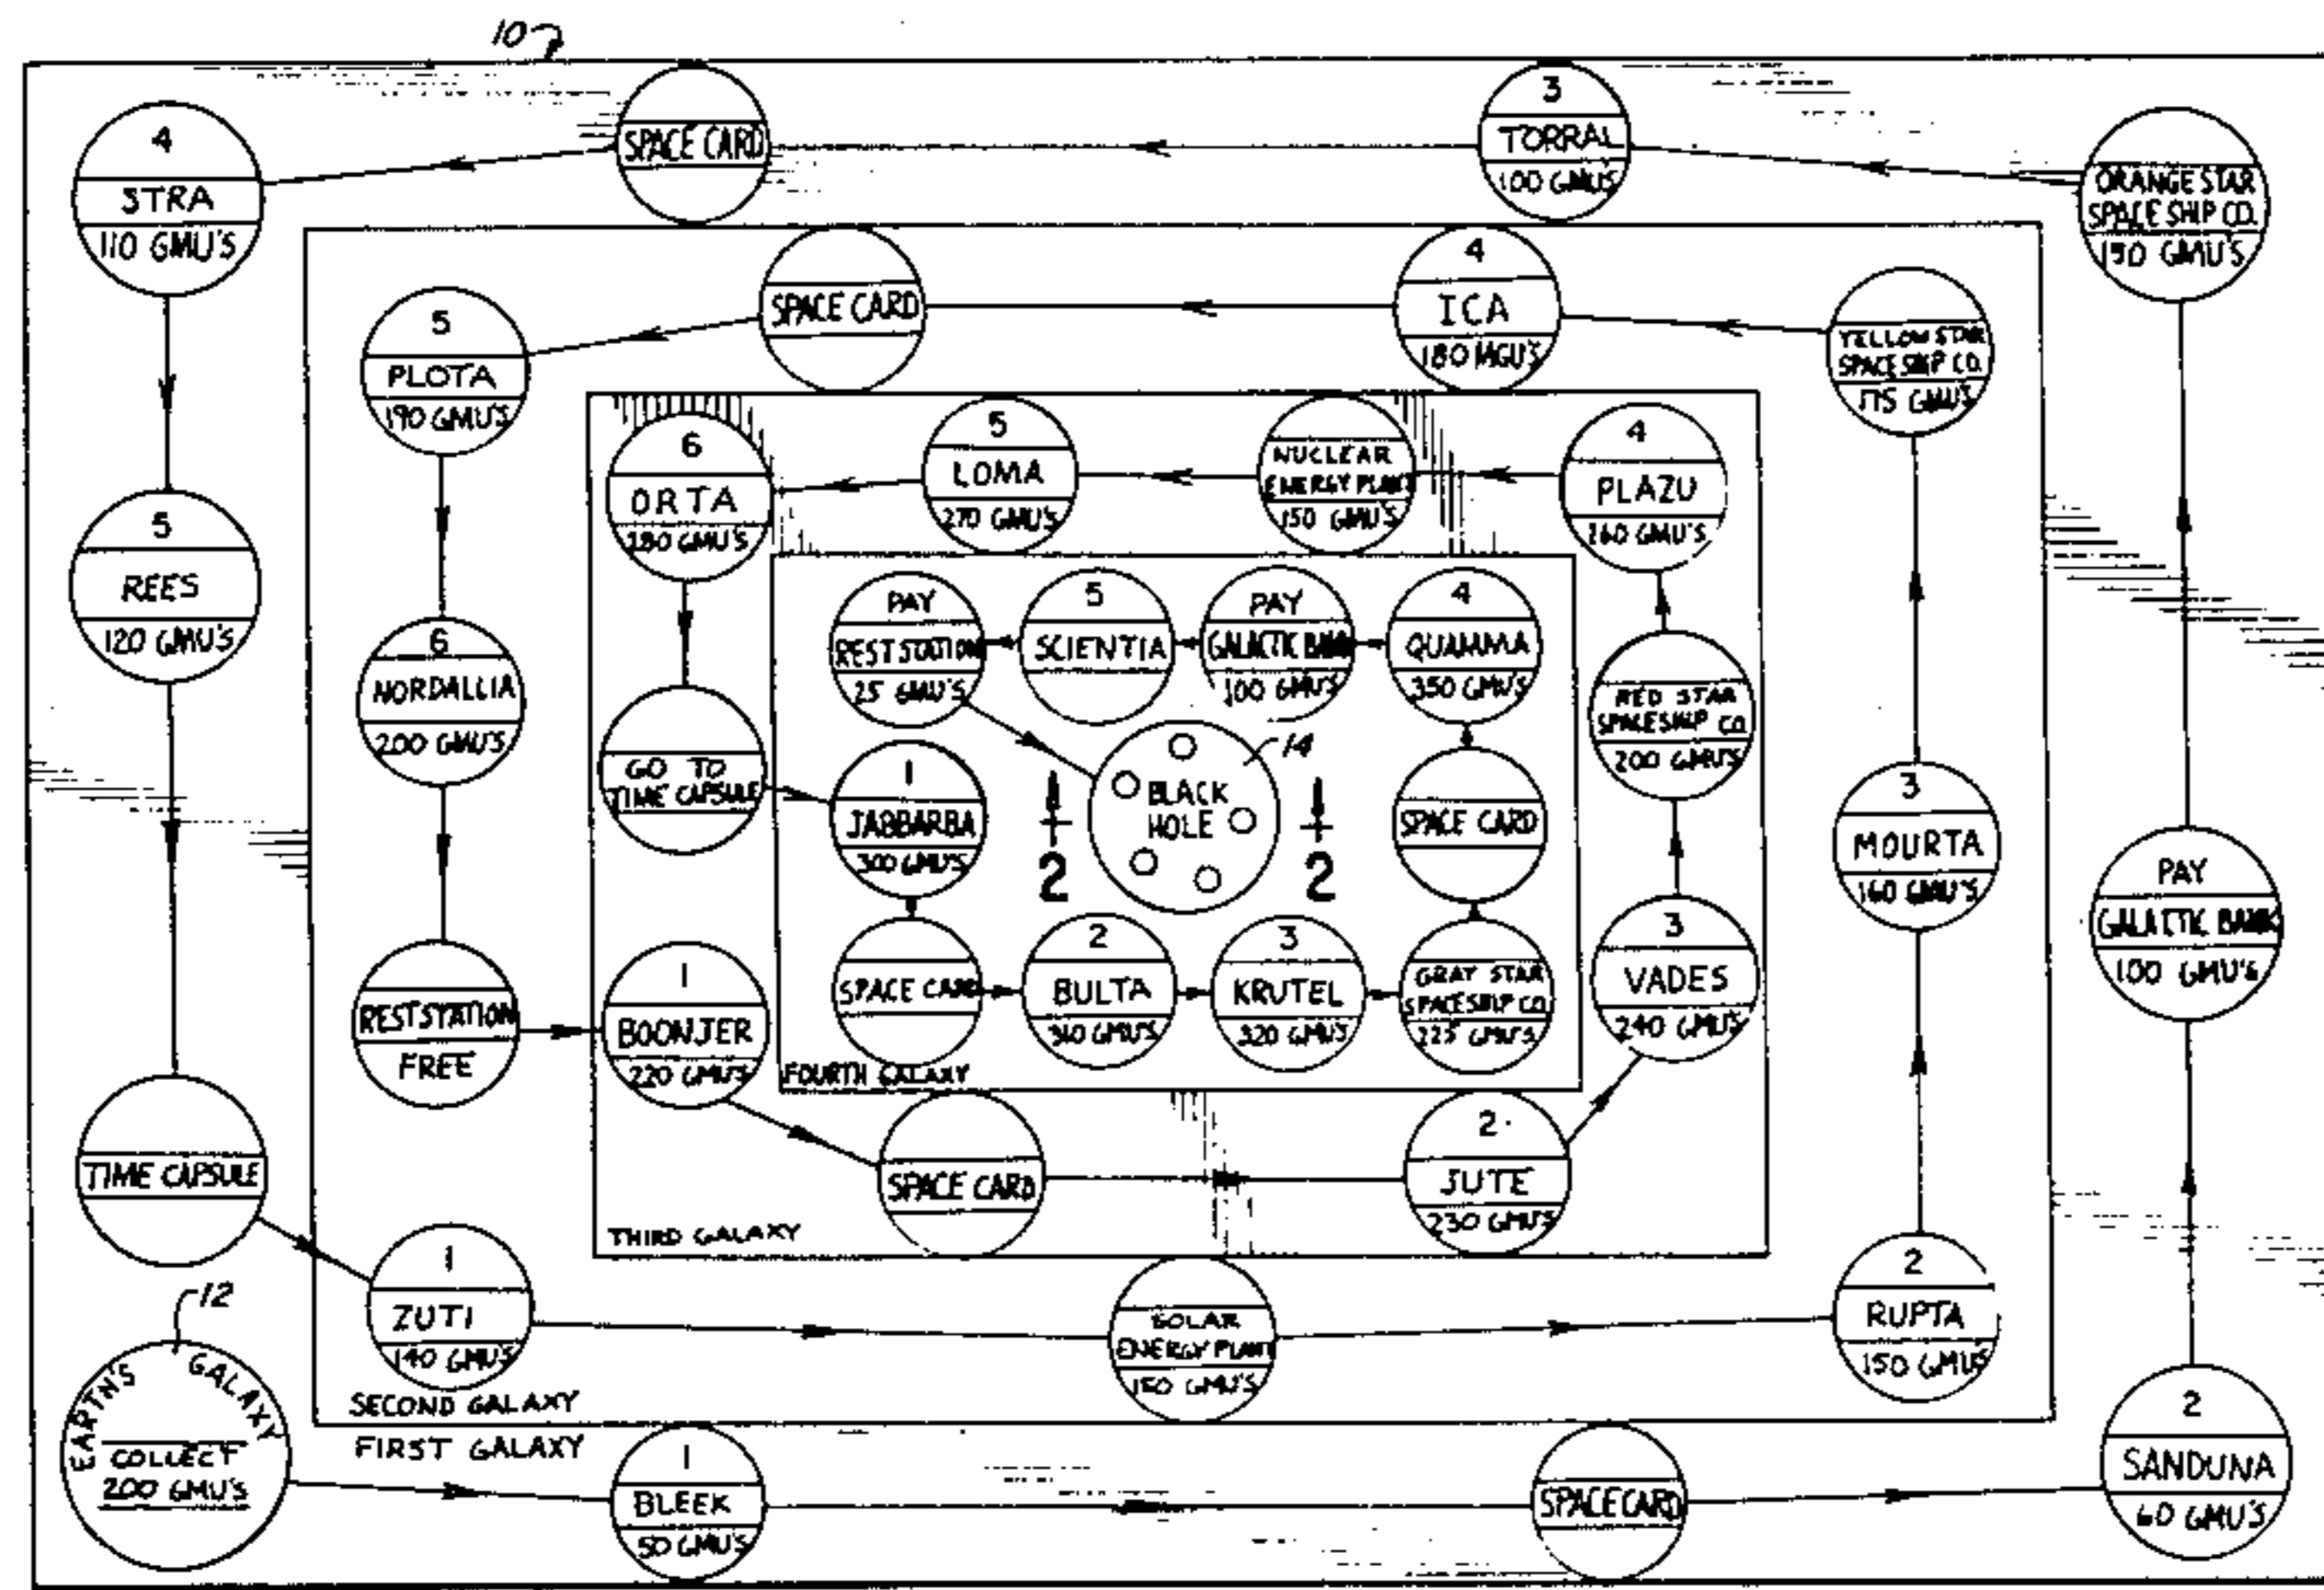 10
SPACE CARD
3
TORRAL
100 GMU'S
4
STRA
110 GMU'S
ORANGE STAR
SPACE SHIP CO.
150 GMU'S
SPACE CARD
4
ICA
180 MGU'S
5
PLOTA
190 GMU'S
YELLOW STAR
SPACESHIP CO.
175 GMU'S
6
ORTA
280 GMU'S
5
LOMA
270 GMU'S
NUCLEAR
ENERGY PLANT
150 GMU'S
4
PLAZU
260 GMU'S
5
REES
120 GMU'S
PAY
REST STATION
25 GMU'S
5
SCIENTIA
PAY
GALACTIC BANK
100 GMU'S
4
QUAMMA
350 GMU'S
6
NORDALLIA
200 GMU'S
RED STAR
SPACESHIP CO.
200 GMU'S
GO TO
TIME CAPSULE
1
JABBARBA
300 GMU'S
2
14
BLACK
HOLE
2
SPACE CARD
3
MOURTA
160 GMU'S
PAY
GALACTIC BANK
100 GMU'S
REST STATION
FREE
1
BOONJER
220 GMU'S
SPACE CARD
2
BULTA
310 GMU'S
3
KRUTEL
320 GMU'S
GRAY STAR
SPACESHIP CO.
225 GMU'S
3
VADES
240 GMU'S
FOURTH GALAXY
TIME CAPSULE
SPACE CARD
2
JUTE
230 GMU'S
THIRD GALAXY
1
ZUTI
140 GMU'S
SOLAR
ENERGY PLANT
150 GMU'S
2
RUPTA
150 GMU'S
SECOND GALAXY
12
EARTH'S GALAXY
COLLECT
200 GMU'S
FIRST GALAXY
1
BLEEK
50 GMU'S
SPACE CARD
2
SANDUNA
60 GMU'S